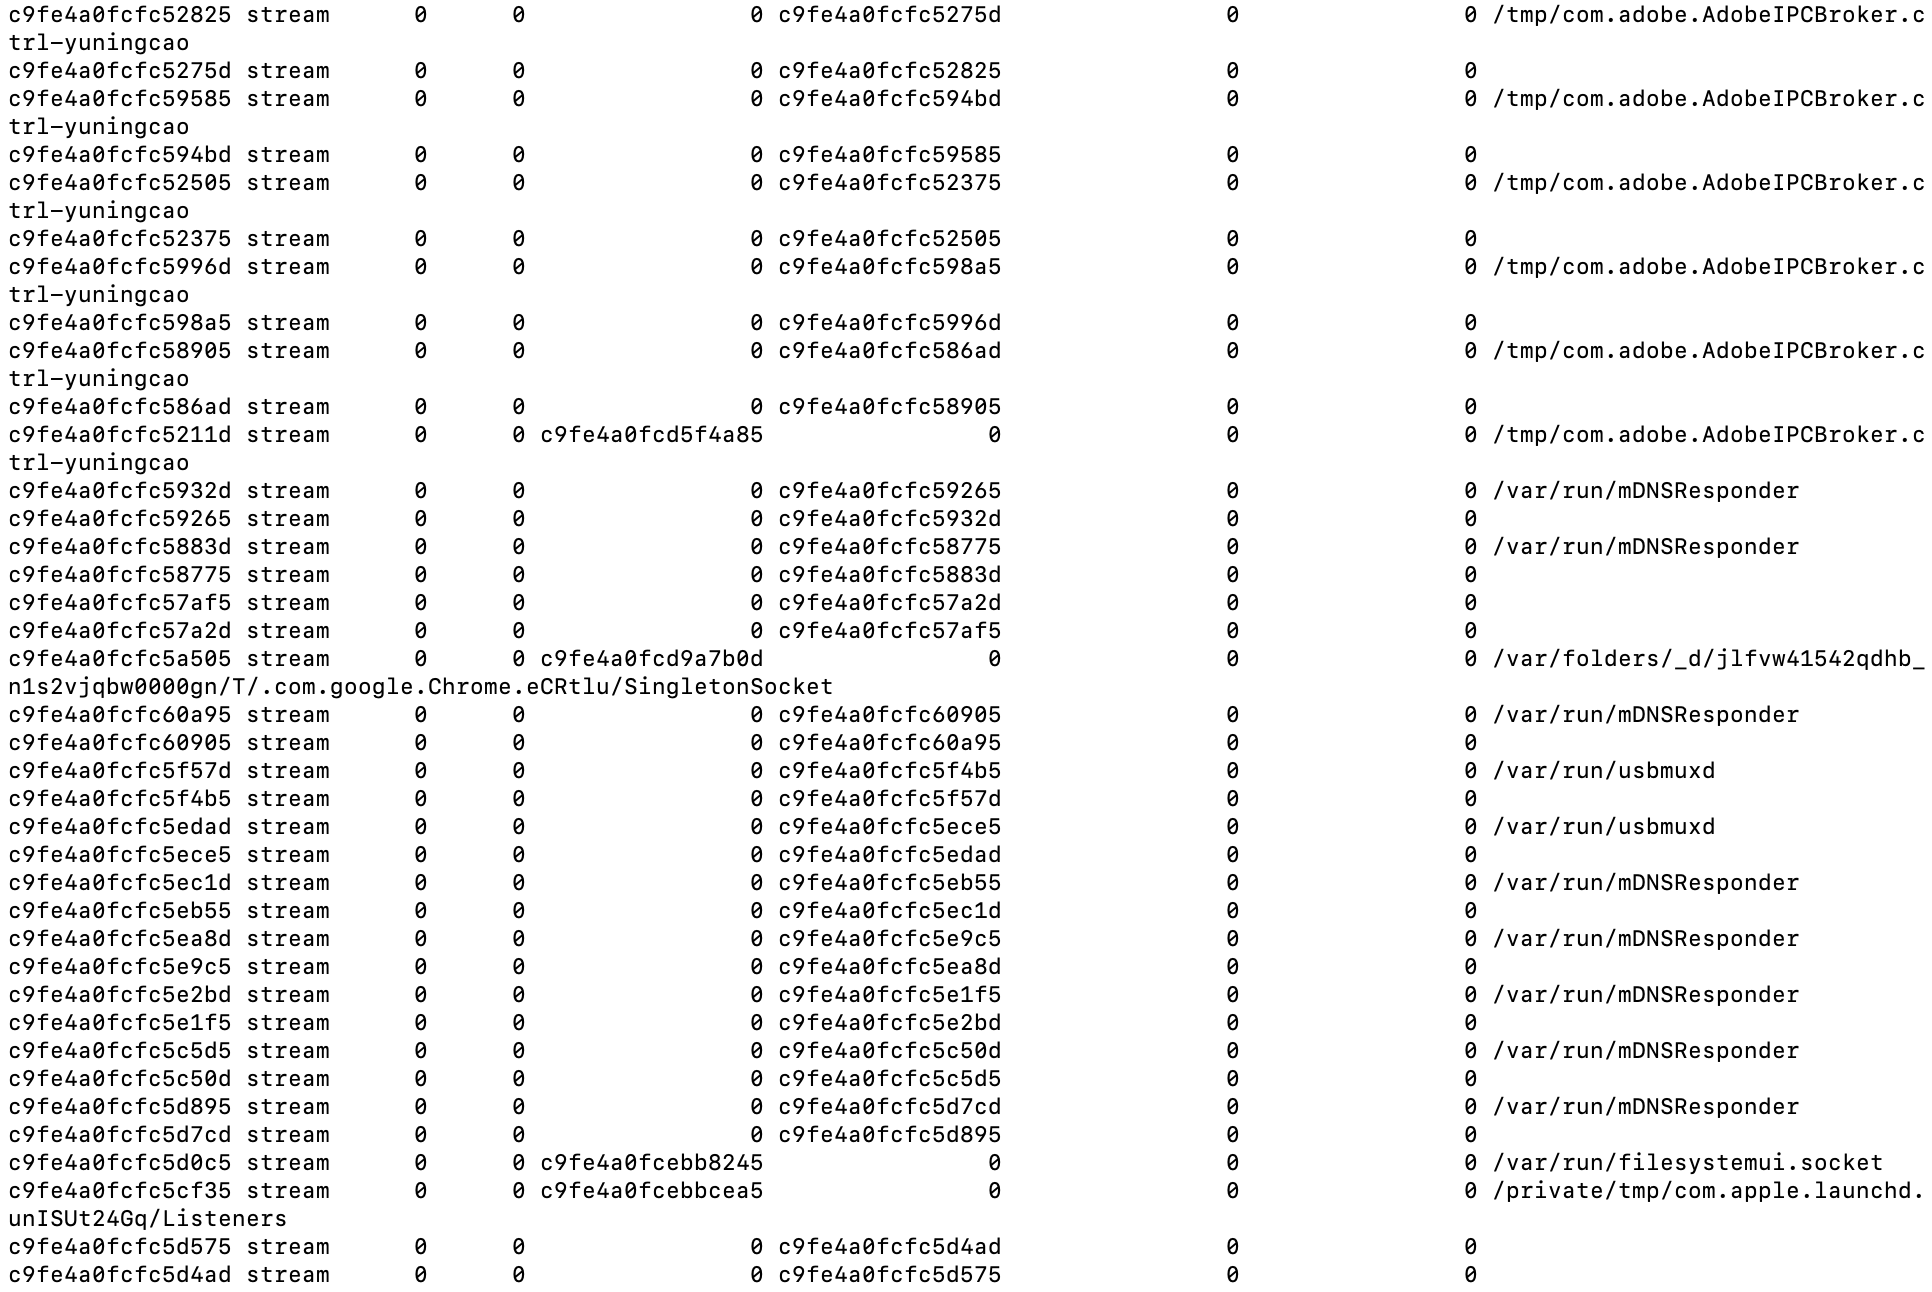 c9fe4a0fcfc52825 stream      0      0                0 c9fe4a0fcfc5275d                0                0 /tmp/com.adobe.AdobeIPCBroker.c
trl-yuningcao
c9fe4a0fcfc5275d stream      0      0                0 c9fe4a0fcfc52825                0                0
c9fe4a0fcfc59585 stream      0      0                0 c9fe4a0fcfc594bd                0                0 /tmp/com.adobe.AdobeIPCBroker.c
trl-yuningcao
c9fe4a0fcfc594bd stream      0      0                0 c9fe4a0fcfc59585                0                0
c9fe4a0fcfc52505 stream      0      0                0 c9fe4a0fcfc52375                0                0 /tmp/com.adobe.AdobeIPCBroker.c
trl-yuningcao
c9fe4a0fcfc52375 stream      0      0                0 c9fe4a0fcfc52505                0                0
c9fe4a0fcfc5996d stream      0      0                0 c9fe4a0fcfc598a5                0                0 /tmp/com.adobe.AdobeIPCBroker.c
trl-yuningcao
c9fe4a0fcfc598a5 stream      0      0                0 c9fe4a0fcfc5996d                0                0
c9fe4a0fcfc58905 stream      0      0                0 c9fe4a0fcfc586ad                0                0 /tmp/com.adobe.AdobeIPCBroker.c
trl-yuningcao
c9fe4a0fcfc586ad stream      0      0                0 c9fe4a0fcfc58905                0                0
c9fe4a0fcfc5211d stream      0      0 c9fe4a0fcd5f4a85                0                0                0 /tmp/com.adobe.AdobeIPCBroker.c
trl-yuningcao
c9fe4a0fcfc5932d stream      0      0                0 c9fe4a0fcfc59265                0                0 /var/run/mDNSResponder
c9fe4a0fcfc59265 stream      0      0                0 c9fe4a0fcfc5932d                0                0
c9fe4a0fcfc5883d stream      0      0                0 c9fe4a0fcfc58775                0                0 /var/run/mDNSResponder
c9fe4a0fcfc58775 stream      0      0                0 c9fe4a0fcfc5883d                0                0
c9fe4a0fcfc57af5 stream      0      0                0 c9fe4a0fcfc57a2d                0                0
c9fe4a0fcfc57a2d stream      0      0                0 c9fe4a0fcfc57af5                0                0
c9fe4a0fcfc5a505 stream      0      0 c9fe4a0fcd9a7b0d                0                0                0 /var/folders/_d/jlfvw41542qdhb_
n1s2vjqbw0000gn/T/.com.google.Chrome.eCRtlu/SingletonSocket
c9fe4a0fcfc60a95 stream      0      0                0 c9fe4a0fcfc60905                0                0 /var/run/mDNSResponder
c9fe4a0fcfc60905 stream      0      0                0 c9fe4a0fcfc60a95                0                0
c9fe4a0fcfc5f57d stream      0      0                0 c9fe4a0fcfc5f4b5                0                0 /var/run/usbmuxd
c9fe4a0fcfc5f4b5 stream      0      0                0 c9fe4a0fcfc5f57d                0                0
c9fe4a0fcfc5edad stream      0      0                0 c9fe4a0fcfc5ece5                0                0 /var/run/usbmuxd
c9fe4a0fcfc5ece5 stream      0      0                0 c9fe4a0fcfc5edad                0                0
c9fe4a0fcfc5ec1d stream      0      0                0 c9fe4a0fcfc5eb55                0                0 /var/run/mDNSResponder
c9fe4a0fcfc5eb55 stream      0      0                0 c9fe4a0fcfc5ec1d                0                0
c9fe4a0fcfc5ea8d stream      0      0                0 c9fe4a0fcfc5e9c5                0                0 /var/run/mDNSResponder
c9fe4a0fcfc5e9c5 stream      0      0                0 c9fe4a0fcfc5ea8d                0                0
c9fe4a0fcfc5e2bd stream      0      0                0 c9fe4a0fcfc5e1f5                0                0 /var/run/mDNSResponder
c9fe4a0fcfc5e1f5 stream      0      0                0 c9fe4a0fcfc5e2bd                0                0
c9fe4a0fcfc5c5d5 stream      0      0                0 c9fe4a0fcfc5c50d                0                0 /var/run/mDNSResponder
c9fe4a0fcfc5c50d stream      0      0                0 c9fe4a0fcfc5c5d5                0                0
c9fe4a0fcfc5d895 stream      0      0                0 c9fe4a0fcfc5d7cd                0                0 /var/run/mDNSResponder
c9fe4a0fcfc5d7cd stream      0      0                0 c9fe4a0fcfc5d895                0                0
c9fe4a0fcfc5d0c5 stream      0      0 c9fe4a0fcebb8245                0                0                0 /var/run/filesystemui.socket
c9fe4a0fcfc5cf35 stream      0      0 c9fe4a0fcebbcea5                0                0                0 /private/tmp/com.apple.launchd.
unISUt24Gq/Listeners
c9fe4a0fcfc5d575 stream      0      0                0 c9fe4a0fcfc5d4ad                0                0
c9fe4a0fcfc5d4ad stream      0      0                0 c9fe4a0fcfc5d575                0                0